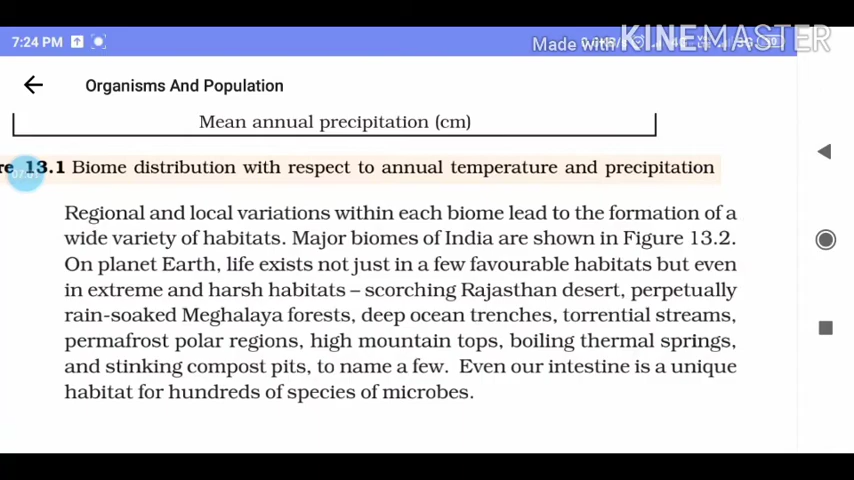 7:24 PM
Made with KINEMASTER
Organisms And Population
Mean annual precipitation (cm)
re 13.1 Biome distribution with respect to annual temperature and precipitation
Regional and local variations within each biome lead to the formation of a
wide variety of habitats. Major biomes of India are shown in Figure 13.2.
On planet Earth, life exists not just in a few favourable habitats but even
in extreme and harsh habitats – scorching Rajasthan desert, perpetually
rain-soaked Meghalaya forests, deep ocean trenches, torrential streams,
permafrost polar regions, high mountain tops, boiling thermal springs,
and stinking compost pits, to name a few. Even our intestine is a unique
habitat for hundreds of species of microbes.